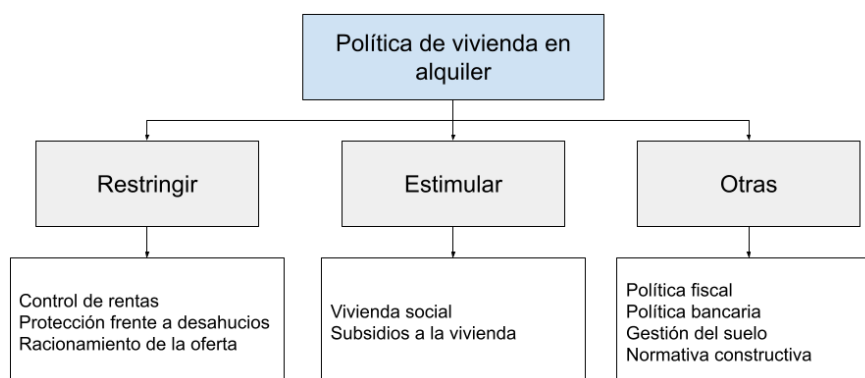 Política de vivienda en
alquiler
Restringir
Estimular
Otras
Control de rentas
Protección frente a desahucios
Racionamiento de la oferta
Vivienda social
Subsidios a la vivienda
Política fiscal
Política bancaria
Gestión del suelo
Normativa constructiva